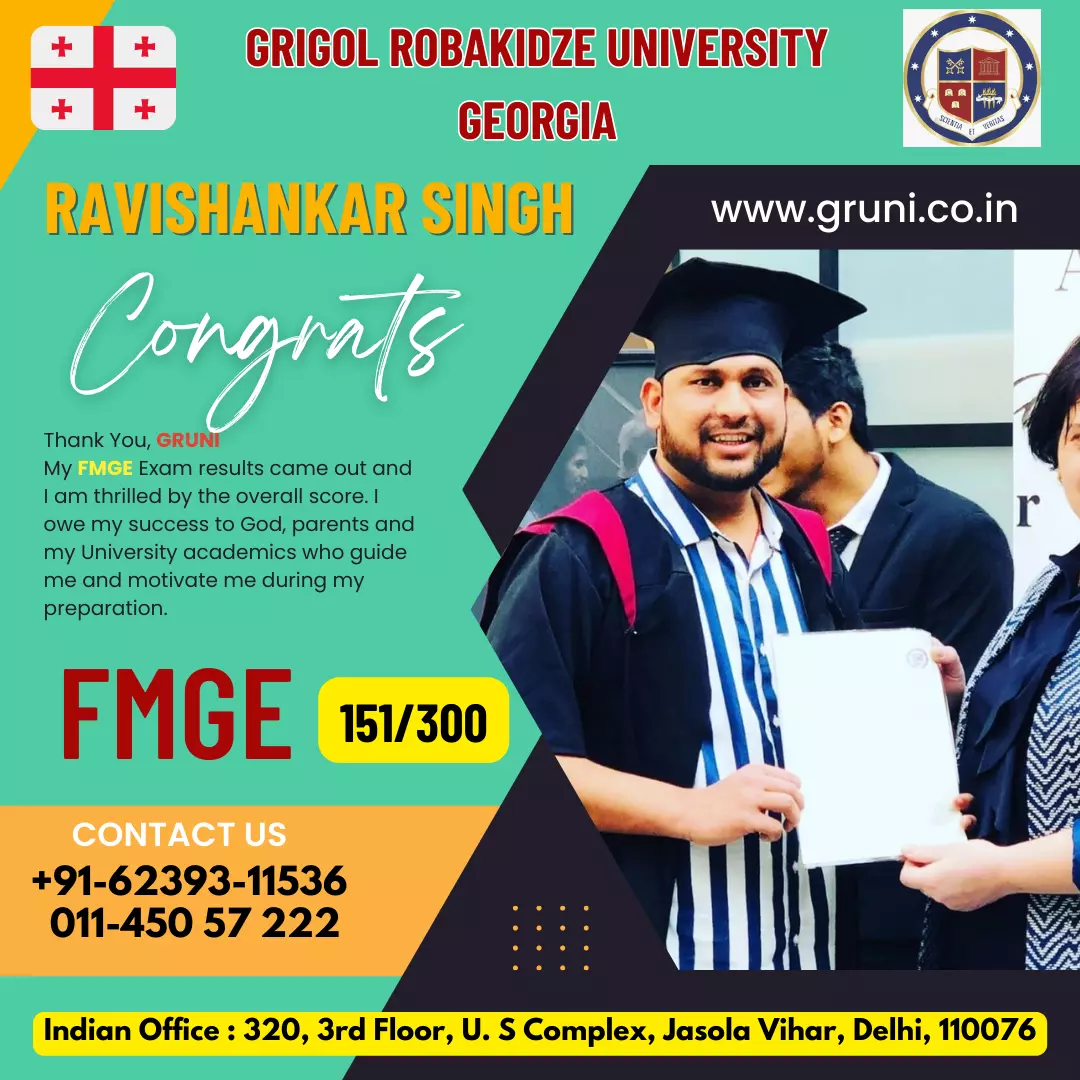 GRIGOL ROBAKIDZE UNIVERSITY
GEORGIA
SCIENTIA ET VERITAS
RAVISHANKAR SINGH
www.gruni.co.in
Congrats
Thank You, GRUNI
My FMGE Exam results came out and
I am thrilled by the overall score. I
owe my success to God, parents and
my University academics who guide
me and motivate me during my
preparation.
FMGE
151/300
CONTACT US
+91-62393-11536
011-450 57 222
Indian Office : 320, 3rd Floor, U. S Complex, Jasola Vihar, Delhi, 110076